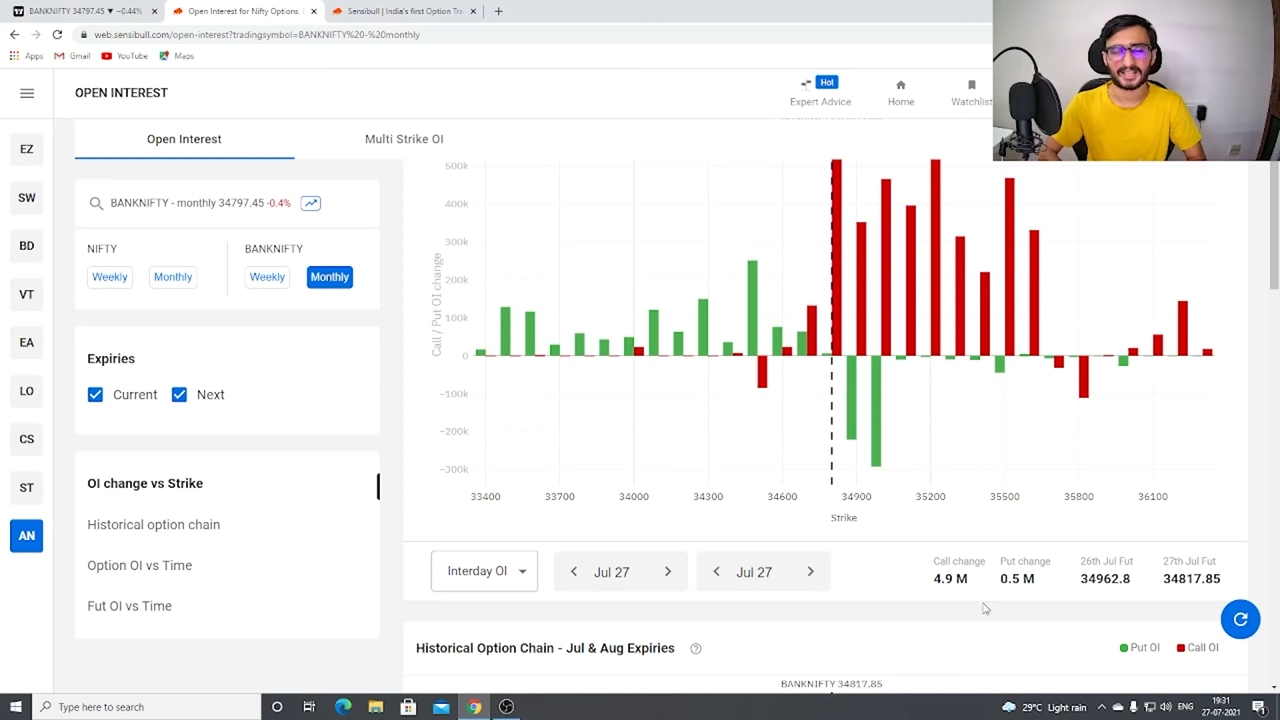 BANKNIFTY 34797.45 ▼ −0.44%
Open Interest for Nifty Options,
Sensibull | India's first Option Tra
web.sensibull.com/open-interest?tradingsymbol=BANKNIFTY%20-%20monthly
Apps Gmail YouTube Maps
OPEN INTEREST
Hot
Expert Advice Home Watchlist
EZ
SW
BD
VT
EA
LO
CS
ST
AN
Open Interest Multi Strike OI
BANKNIFTY - monthly 34797.45 -0.4%
NIFTY BANKNIFTY
Weekly Monthly Weekly Monthly
Expiries
Current Next
OI change vs Strike
Historical option chain
Option OI vs Time
Fut OI vs Time
Call / Put OI change
500k
400k
300k
200k
100k
0
−100k
−200k
−300k
33400 33700 34000 34300 34600 34900 35200 35500 35800 36100
Strike
Interday OI Jul 27 Jul 27
Call change Put change 26th Jul Fut 27th Jul Fut
4.9 M 0.5 M 34962.8 34817.85
Historical Option Chain - Jul & Aug Expiries
Put OI Call OI
BANKNIFTY 34817.85
Type here to search
29°C Light rain
19:31
27-07-2021